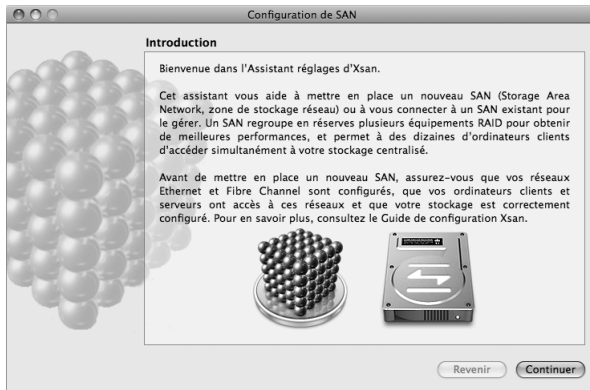 Configuration de SAN
Introduction
Bienvenue dans l'Assistant réglages d'Xsan.
Cet assistant vous aide à mettre en place un nouveau SAN (Storage Area
Network, zone de stockage réseau) ou à vous connecter à un SAN existant pour
le gérer. Un SAN regroupe en réserves plusieurs équipements RAID pour obtenir
de meilleures performances, et permet à des dizaines d'ordinateurs clients
d'accéder simultanément à votre stockage centralisé.
Avant de mettre en place un nouveau SAN, assurez-vous que vos réseaux
Ethernet et Fibre Channel sont configurés, que vos ordinateurs clients et
serveurs ont accès à ces réseaux et que votre stockage est correctement
configuré. Pour en savoir plus, consultez le Guide de configuration Xsan.
Revenir
Continuer